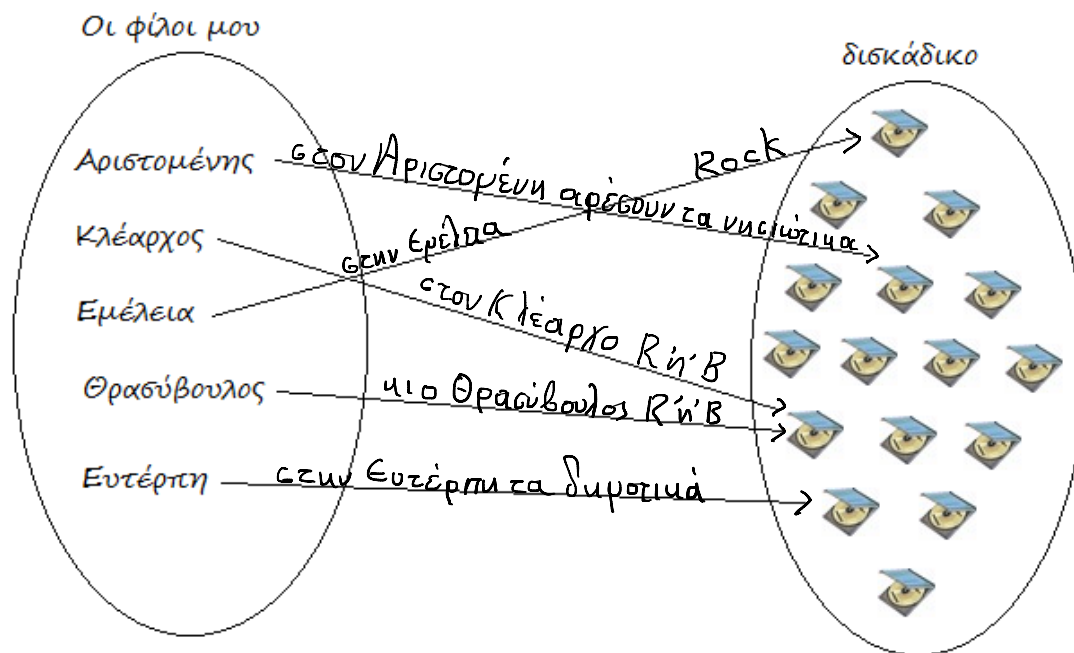 Οι φίλοι μου
δισκάδικο
Αριστομένης
στον Αριστομένη αρέσουν τα νησιώτικα
Rock
Κλέαρχος
στην Εμέλεια
στον Κλέαρχο R'n'B
Εμέλεια
Θρασύβουλος
κιο Θρασύβουλος R'n'B
Ευτέρπη
στην Ευτέρπη τα δημοτικά